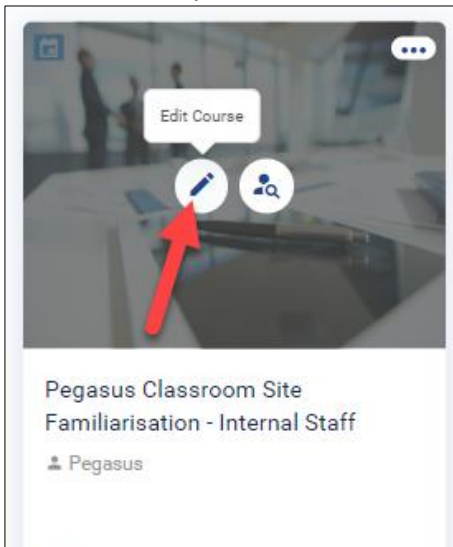 Edit Course
Pegasus Classroom Site
Familiarisation - Internal Staff
Pegasus